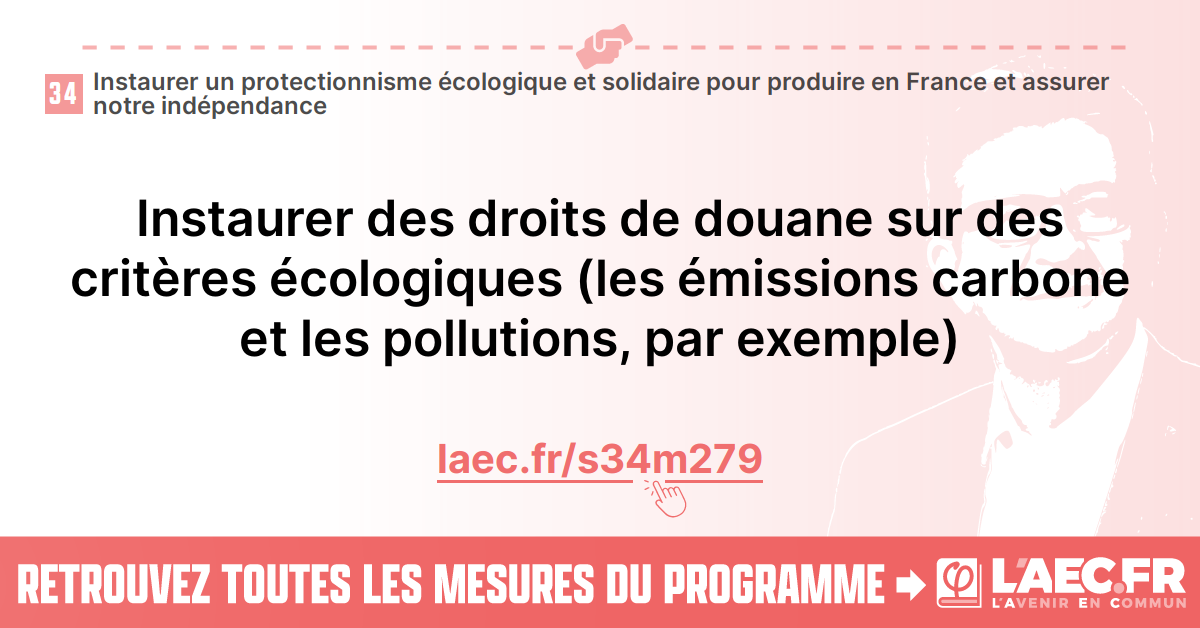 34
Instaurer un protectionnisme écologique et solidaire pour produire en France et assurer
notre indépendance
Instaurer des droits de douane sur des
critères écologiques (les émissions carbone
et les pollutions, par exemple)
laec.fr/s34m279
RETROUVEZ TOUTES LES MESURES DU PROGRAMME
φ
L'AEC.FR
L'AVENIR EN COMMUN